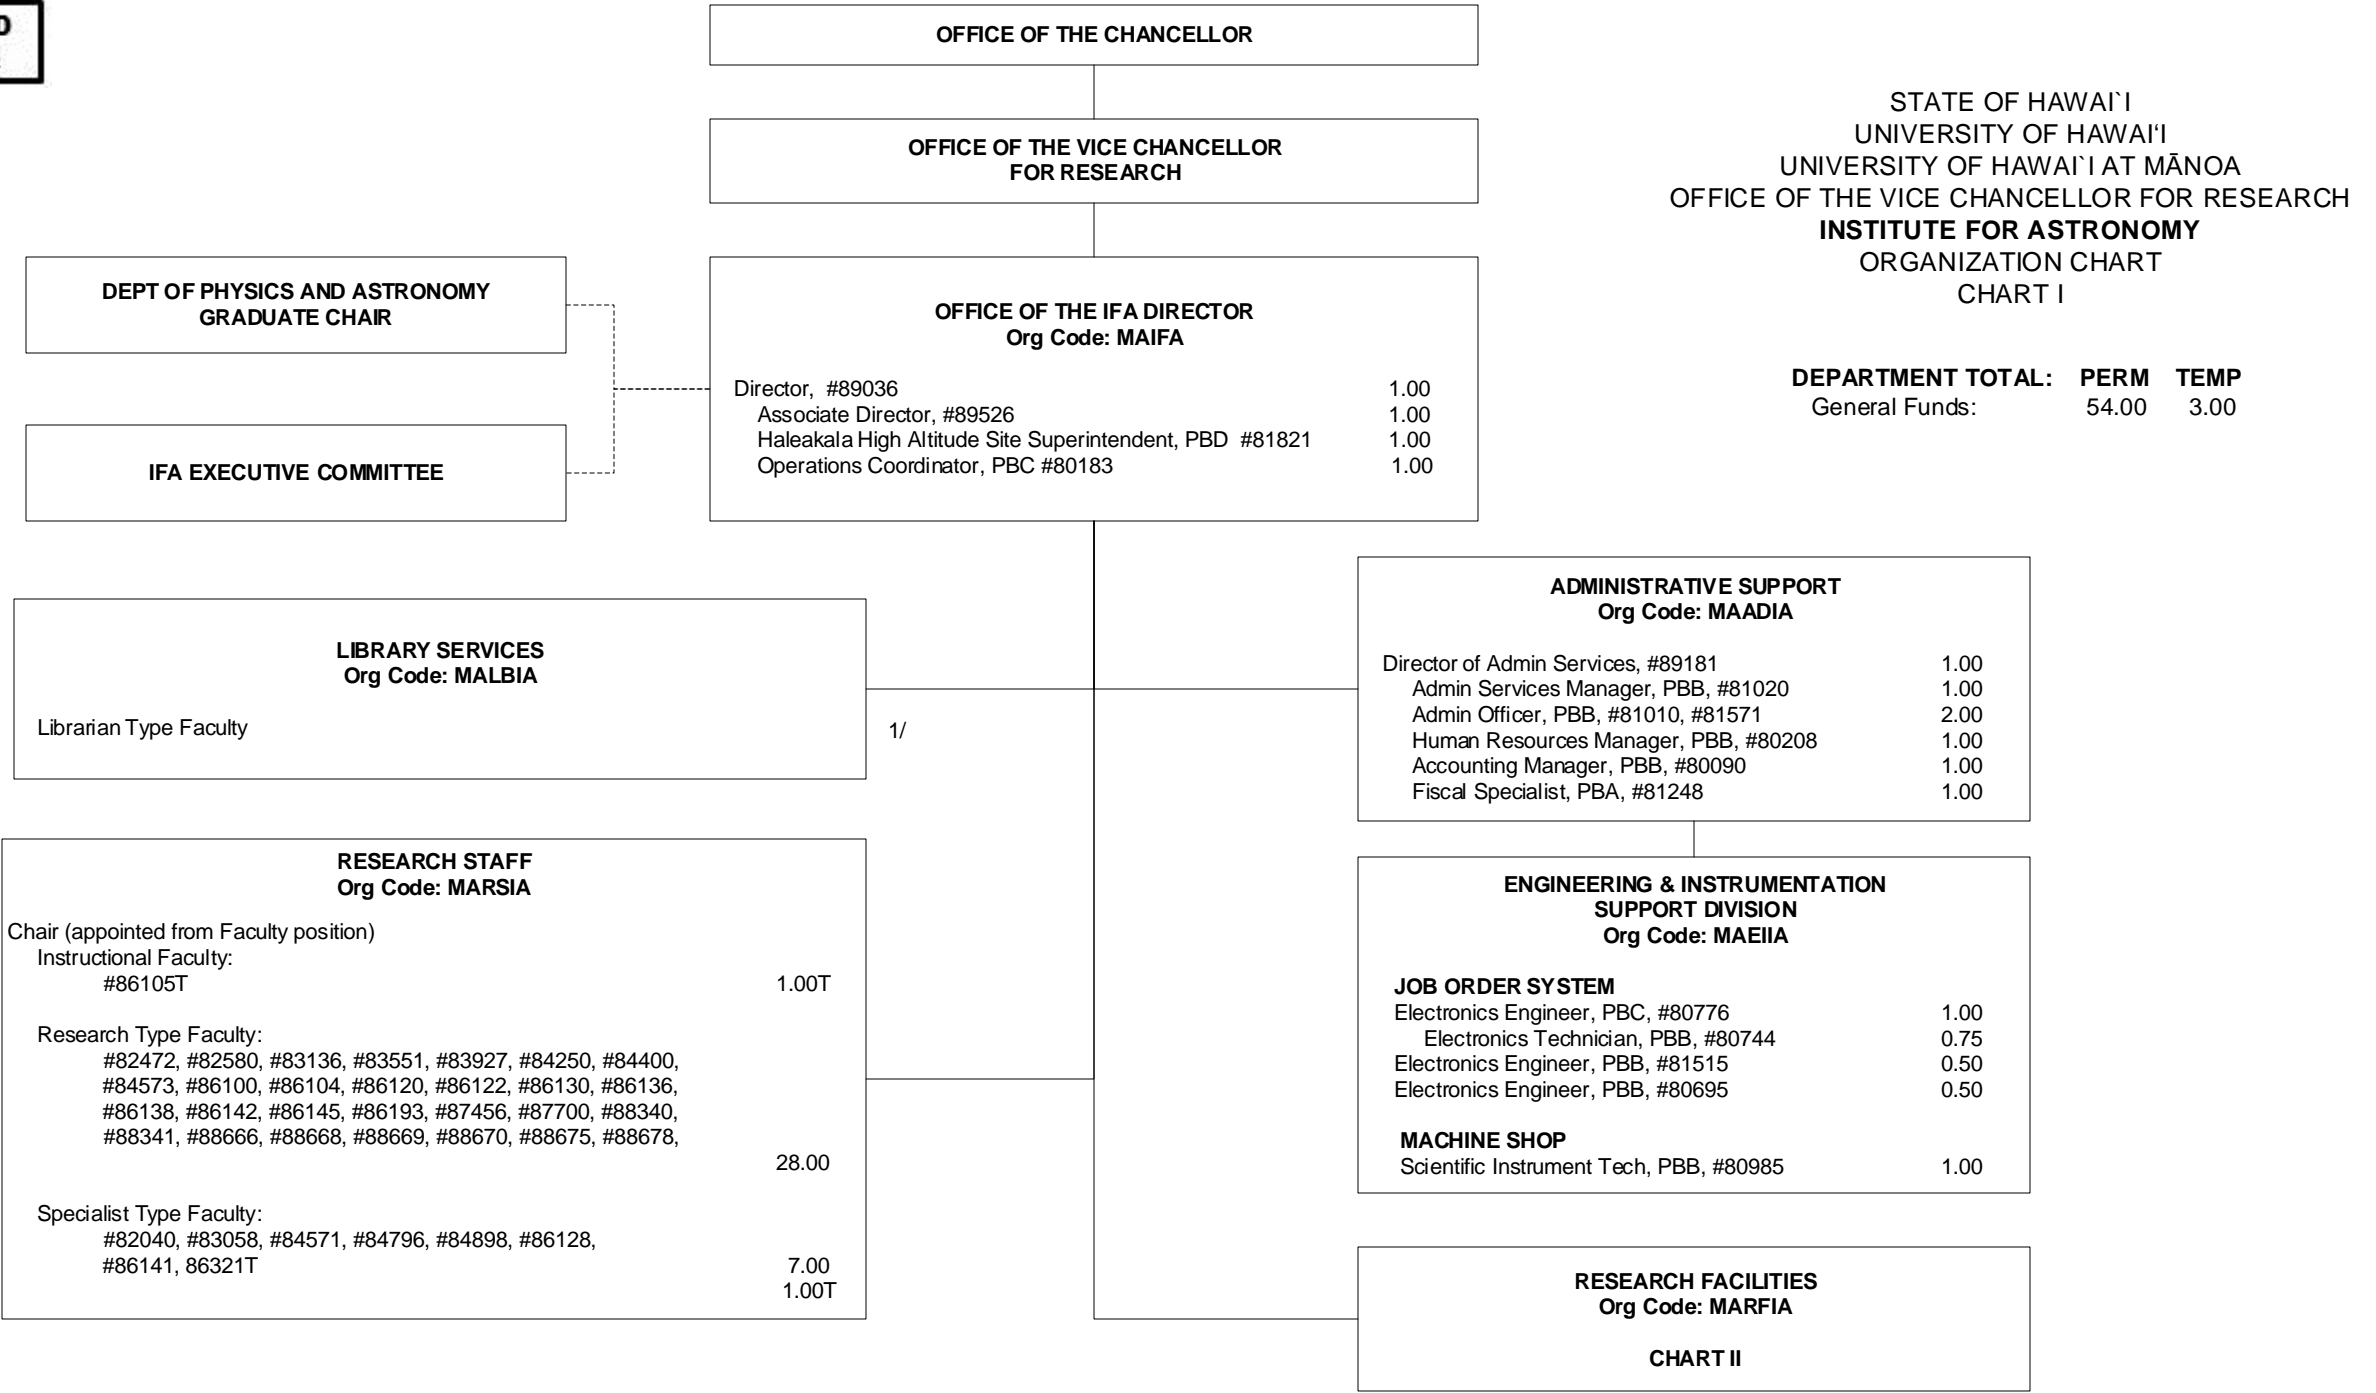 OFFICE OF THE CHANCELLOR
OFFICE OF THE VICE CHANCELLOR
FOR RESEARCH
STATE OF HAWAI`I
UNIVERSITY OF HAWAI‘I
UNIVERSITY OF HAWAI`I AT MĀNOA
OFFICE OF THE VICE CHANCELLOR FOR RESEARCH
INSTITUTE FOR ASTRONOMY
ORGANIZATION CHART
CHART I
DEPARTMENT TOTAL: PERM TEMP
General Funds: 54.00 3.00
DEPT OF PHYSICS AND ASTRONOMY
GRADUATE CHAIR
IFA EXECUTIVE COMMITTEE
OFFICE OF THE IFA DIRECTOR
Org Code: MAIFA
Director, #89036 1.00
Associate Director, #89526 1.00
Haleakala High Altitude Site Superintendent, PBD #81821 1.00
Operations Coordinator, PBC #80183 1.00
LIBRARY SERVICES
Org Code: MALBIA
Librarian Type Faculty 1/
ADMINISTRATIVE SUPPORT
Org Code: MAADIA
Director of Admin Services, #89181 1.00
Admin Services Manager, PBB, #81020 1.00
Admin Officer, PBB, #81010, #81571 2.00
Human Resources Manager, PBB, #80208 1.00
Accounting Manager, PBB, #80090 1.00
Fiscal Specialist, PBA, #81248 1.00
RESEARCH STAFF
Org Code: MARSIA
Chair (appointed from Faculty position)
Instructional Faculty:
#86105T 1.00T
Research Type Faculty:
#82472, #82580, #83136, #83551, #83927, #84250, #84400,
#84573, #86100, #86104, #86120, #86122, #86130, #86136,
#86138, #86142, #86145, #86193, #87456, #87700, #88340,
#88341, #88666, #88668, #88669, #88670, #88675, #88678,
28.00
Specialist Type Faculty:
#82040, #83058, #84571, #84796, #84898, #86128,
#86141, 86321T 7.00
1.00T
ENGINEERING & INSTRUMENTATION
SUPPORT DIVISION
Org Code: MAEIIA
JOB ORDER SYSTEM
Electronics Engineer, PBC, #80776 1.00
Electronics Technician, PBB, #80744 0.75
Electronics Engineer, PBB, #81515 0.50
Electronics Engineer, PBB, #80695 0.50
MACHINE SHOP
Scientific Instrument Tech, PBB, #80985 1.00
RESEARCH FACILITIES
Org Code: MARFIA
CHART II